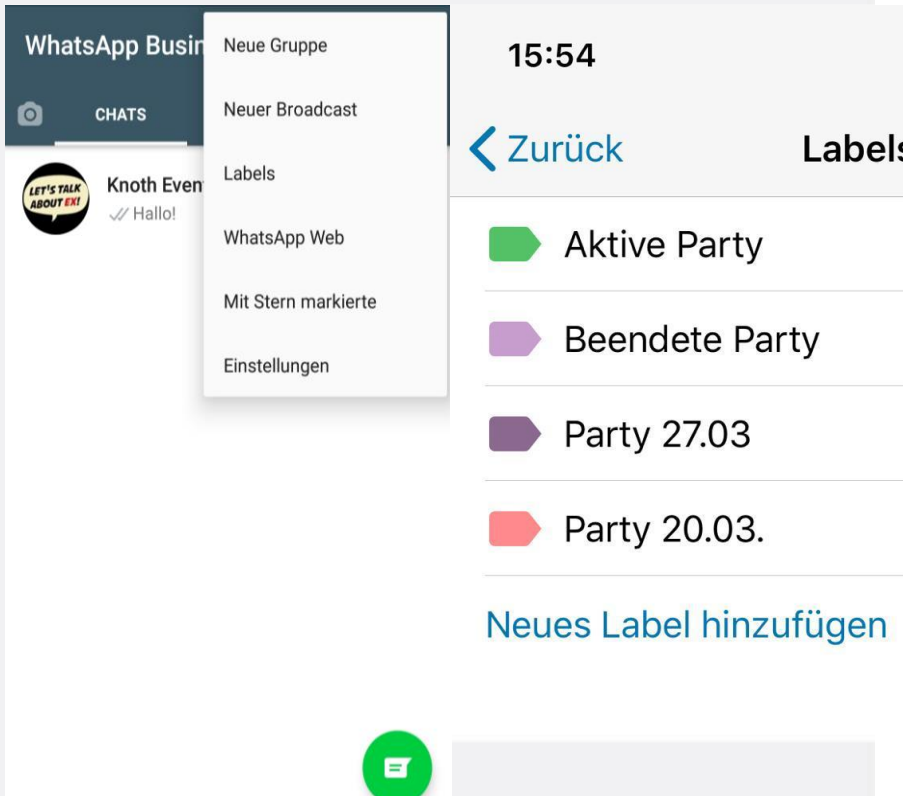 WhatsApp Busin
CHATS
LET'S TALK
ABOUT EX!
Knoth Even
Hallo!
Neue Gruppe
Neuer Broadcast
Labels
WhatsApp Web
Mit Stern markierte
Einstellungen
15:54
Zurück
Labels
Aktive Party
Beendete Party
Party 27.03
Party 20.03.
Neues Label hinzufügen